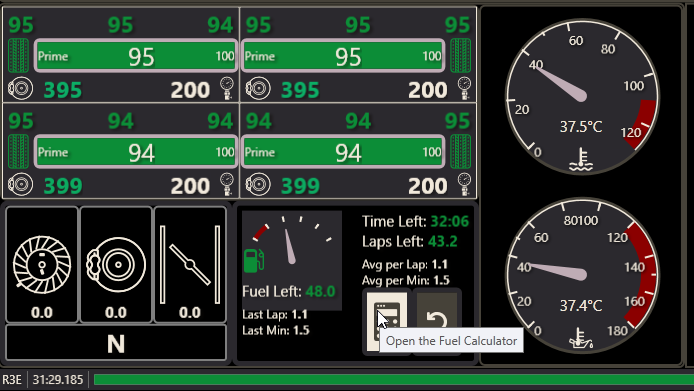 95 95 94 95 95 95
Prime 95 100 Prime 95 100
395 200 395 200
95 94 94 94 94 95
Prime 94 100 Prime 94 100
399 200 399 200
0 20 40 60 80 100 120
37.5°C
0.0 0.0 0.0
N
Fuel Left: 48.0
Last Lap: 1.1
Last Min: 1.5
Time Left: 32:06
Laps Left: 43.2
Avg per Lap: 1.1
Avg per Min: 1.5
Open the Fuel Calculator
0 20 40 60 80 100 120 140 160 180
37.4°C
R3E 31:29.185